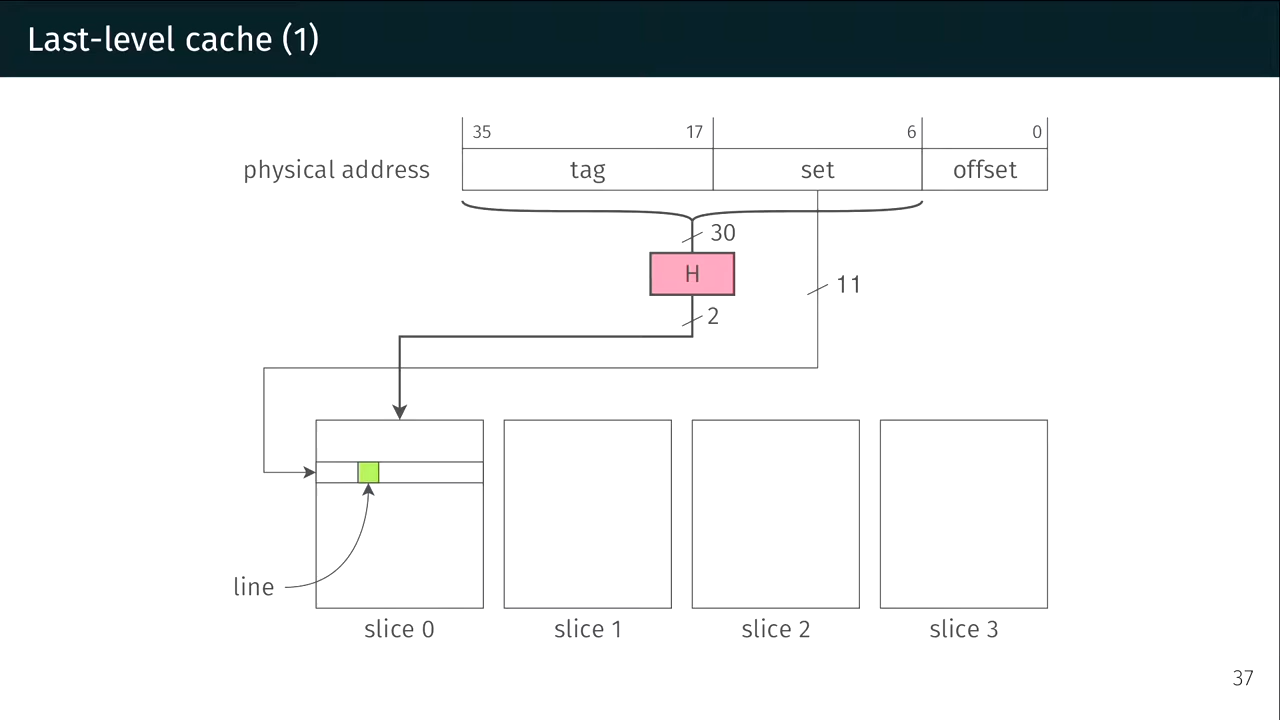 Last-level cache (1)
35 17 6 0
physical address tag set offset
30
H
11
2
line
slice 0 slice 1 slice 2 slice 3
37